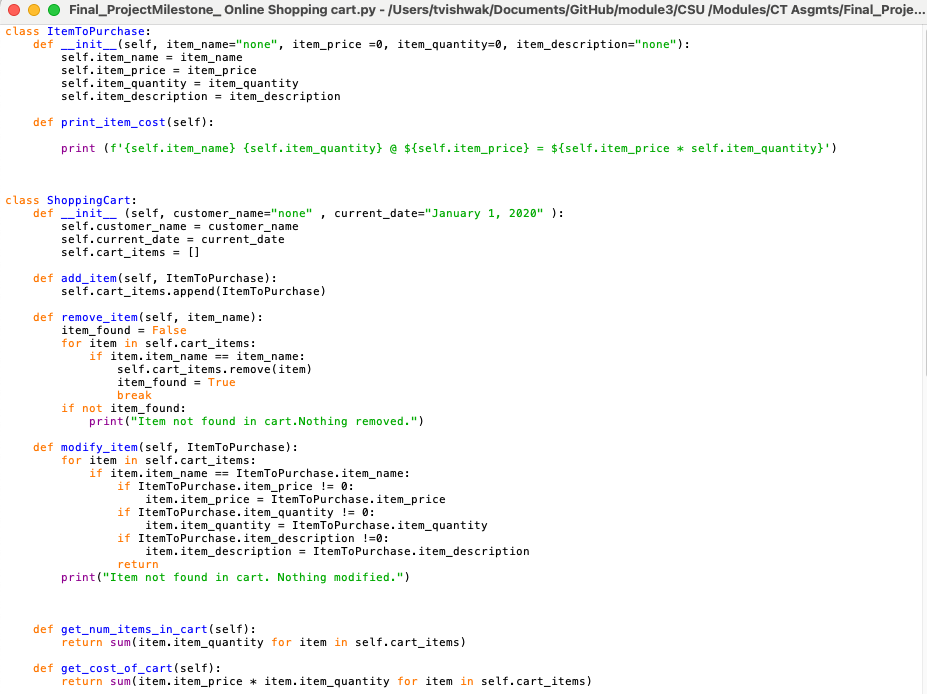 Final_ProjectMilestone_ Online Shopping cart.py - /Users/tvishwak/Documents/GitHub/module3/CSU /Modules/CT Asgmts/Final_Proje...
class ItemToPurchase:
    def __init__(self, item_name="none", item_price =0, item_quantity=0, item_description="none"):
        self.item_name = item_name
        self.item_price = item_price
        self.item_quantity = item_quantity
        self.item_description = item_description
    def print_item_cost(self):
        print (f'{self.item_name} {self.item_quantity} @ ${self.item_price} = ${self.item_price * self.item_quantity}')
class ShoppingCart:
    def __init__ (self, customer_name="none" , current_date="January 1, 2020" ):
        self.customer_name = customer_name
        self.current_date = current_date
        self.cart_items = []
    def add_item(self, ItemToPurchase):
        self.cart_items.append(ItemToPurchase)
    def remove_item(self, item_name):
        item_found = False
        for item in self.cart_items:
            if item.item_name == item_name:
                self.cart_items.remove(item)
                item_found = True
                break
        if not item_found:
            print("Item not found in cart.Nothing removed.")
    def modify_item(self, ItemToPurchase):
        for item in self.cart_items:
            if item.item_name == ItemToPurchase.item_name:
                if ItemToPurchase.item_price != 0:
                    item.item_price = ItemToPurchase.item_price
                if ItemToPurchase.item_quantity != 0:
                    item.item_quantity = ItemToPurchase.item_quantity
                if ItemToPurchase.item_description !=0:
                    item.item_description = ItemToPurchase.item_description
                return
        print("Item not found in cart. Nothing modified.")
    def get_num_items_in_cart(self):
        return sum(item.item_quantity for item in self.cart_items)
    def get_cost_of_cart(self):
        return sum(item.item_price * item.item_quantity for item in self.cart_items)